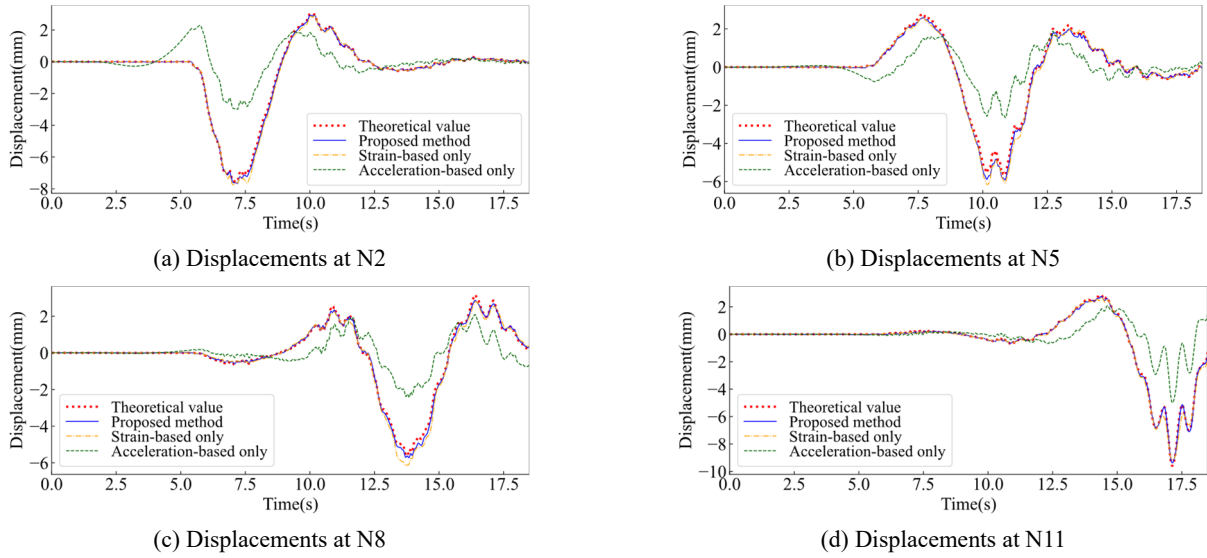 2
0
−2
−4
−6
−8
Displacement(mm)
Theoretical value
Proposed method
Strain-based only
Acceleration-based only
0.0 2.5 5.0 7.5 10.0 12.5 15.0 17.5
Time(s)
(a) Displacements at N2
2
0
−2
−4
−6
Displacement(mm)
Theoretical value
Proposed method
Strain-based only
Acceleration-based only
0.0 2.5 5.0 7.5 10.0 12.5 15.0 17.5
Time(s)
(b) Displacements at N5
2
0
−2
−4
−6
Displacement(mm)
Theoretical value
Proposed method
Strain-based only
Acceleration-based only
0.0 2.5 5.0 7.5 10.0 12.5 15.0 17.5
Time(s)
(c) Displacements at N8
2
0
−2
−4
−6
−8
−10
Displacement(mm)
Theoretical value
Proposed method
Strain-based only
Acceleration-based only
0.0 2.5 5.0 7.5 10.0 12.5 15.0 17.5
Time(s)
(d) Displacements at N11